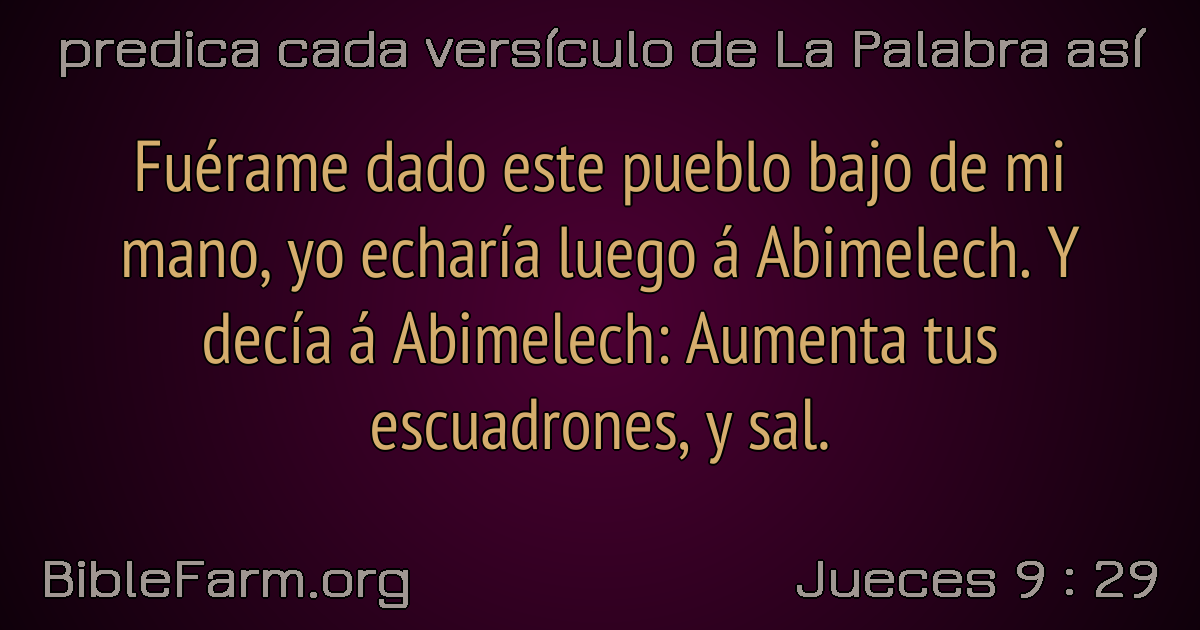 predica cada versículo de La Palabra así
Fuérame dado este pueblo bajo de mi
mano, yo echaría luego á Abimelech. Y
decía á Abimelech: Aumenta tus
escuadrones, y sal.
BibleFarm.org
Jueces 9 : 29